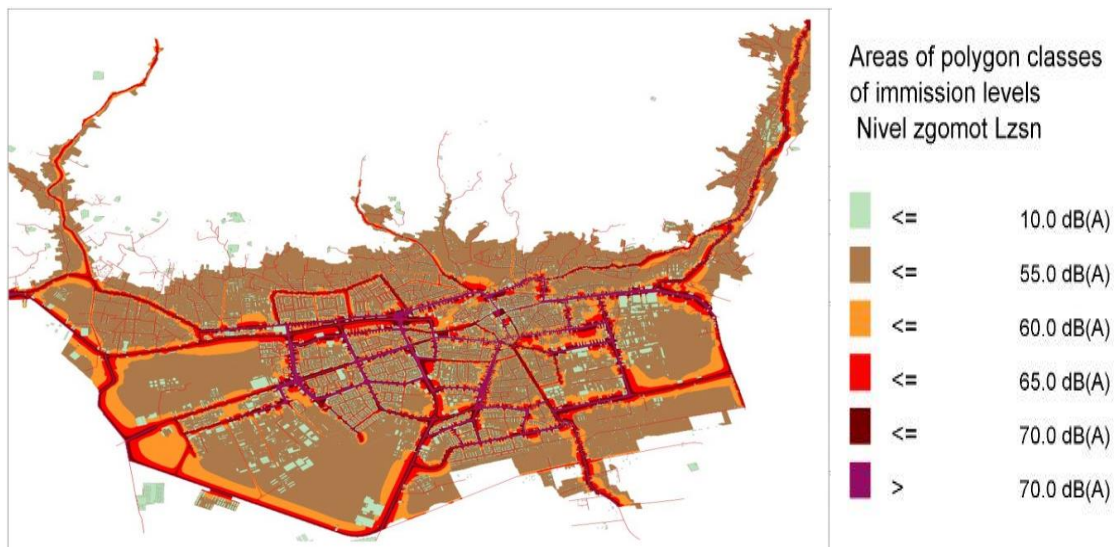 Areas of polygon classes
of immission levels
Nivel zgomot Lzsn
<= 10.0 dB(A)
<= 55.0 dB(A)
<= 60.0 dB(A)
<= 65.0 dB(A)
<= 70.0 dB(A)
> 70.0 dB(A)